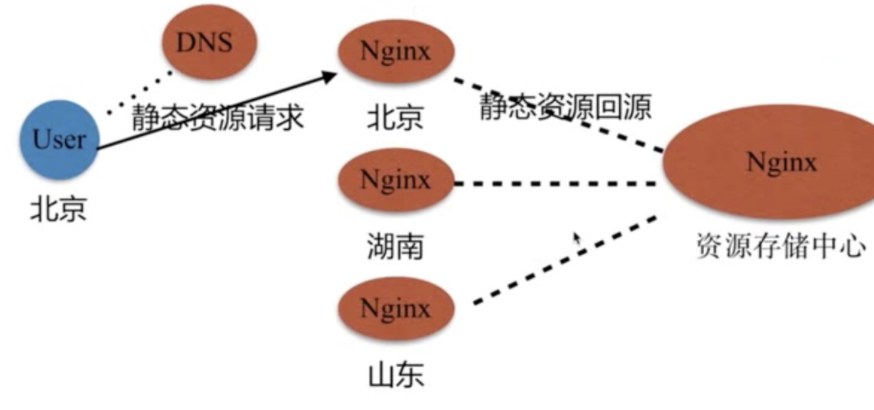 DNS
Nginx
静态资源请求
静态资源回源
User
北京
北京
Nginx
Nginx
湖南
资源存储中心
Nginx
山东